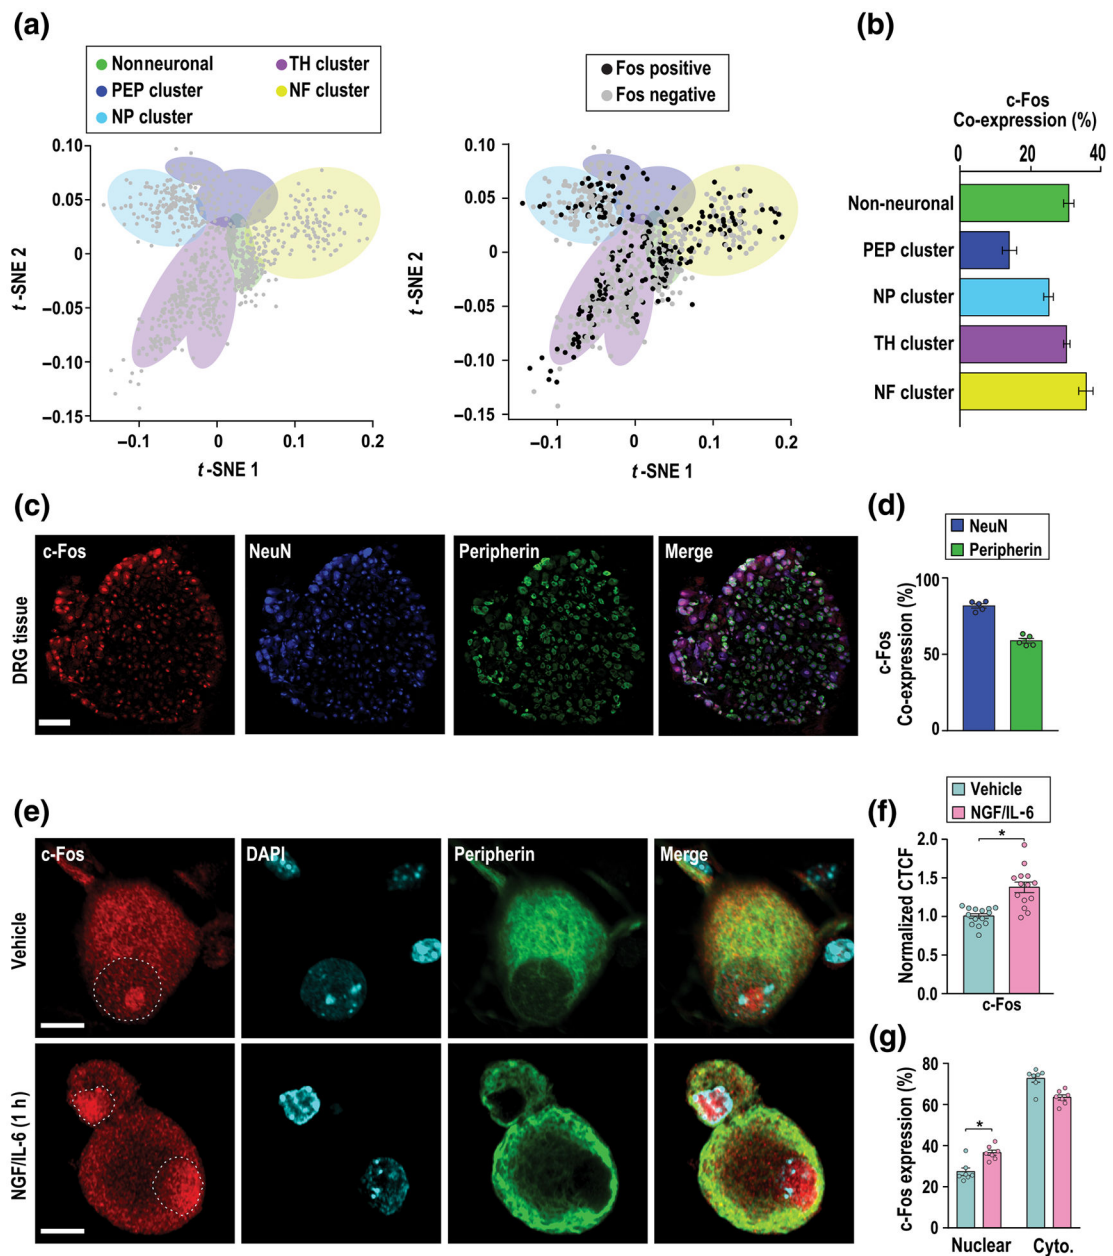 (a)
Nonneuronal
TH cluster
PEP cluster
NF cluster
NP cluster
Fos positive
Fos negative
0.10
0.05
0
–0.05
–0.10
–0.15
t-SNE 2
–0.1
0
0.1
0.2
t-SNE 1
0.10
0.05
0
–0.05
–0.10
–0.15
t-SNE 2
–0.1
0
0.1
0.2
t-SNE 1
(b)
c-Fos
Co-expression (%)
0
20
40
Non-neuronal
PEP cluster
NP cluster
TH cluster
NF cluster
(c)
c-Fos
NeuN
Peripherin
Merge
DRG tissue
(d)
NeuN
Peripherin
100
50
0
c-Fos
Co-expression (%)
(e)
c-Fos
DAPI
Peripherin
Merge
Vehicle
NGF/IL-6 (1 h)
(f)
Vehicle
NGF/IL-6
2.0
1.5
1.0
0.5
0.0
Normalized CTCF
*
c-Fos
(g)
80
60
40
20
0
c-Fos expression (%)
*
Nuclear
Cyto.